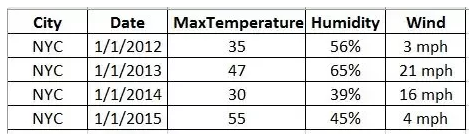 City Date MaxTemperature Humidity Wind
NYC 1/1/2012 35 56% 3 mph
NYC 1/1/2013 47 65% 21 mph
NYC 1/1/2014 30 39% 16 mph
NYC 1/1/2015 55 45% 4 mph